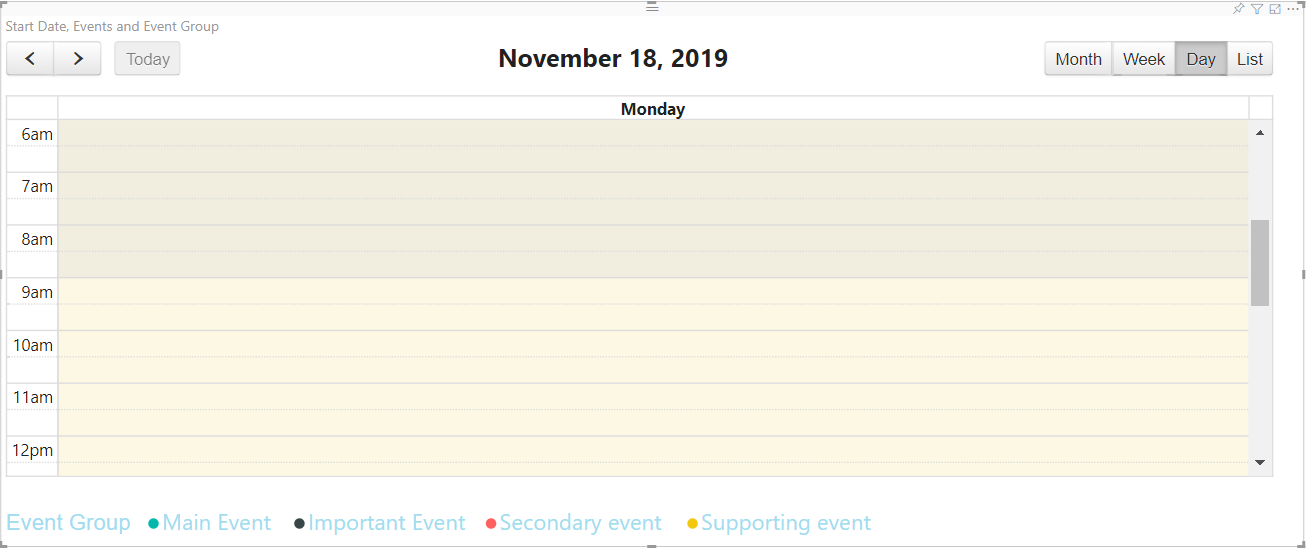 Start Date, Events and Event Group
Today
November 18, 2019
Month Week Day List
Monday
6am
7am
8am
9am
10am
11am
12pm
Event Group Main Event Important Event Secondary event Supporting event